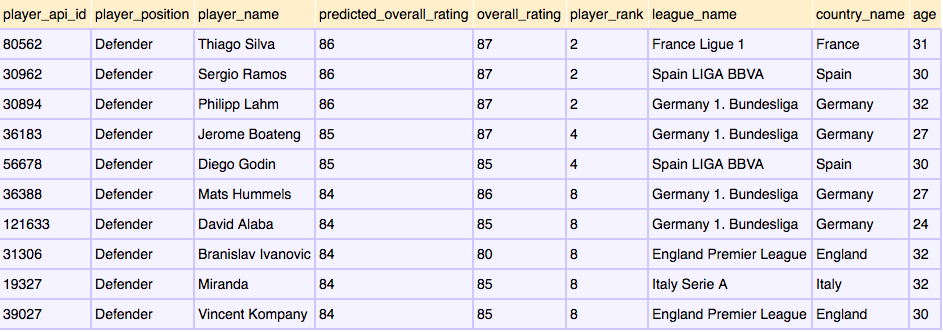 player_api_id player_position player_name predicted_overall_rating overall_rating player_rank league_name country_name age
80562 Defender Thiago Silva 86 87 2 France Ligue 1 France 31
30962 Defender Sergio Ramos 86 87 2 Spain LIGA BBVA Spain 30
30894 Defender Philipp Lahm 86 87 2 Germany 1. Bundesliga Germany 32
36183 Defender Jerome Boateng 85 87 4 Germany 1. Bundesliga Germany 27
56678 Defender Diego Godin 85 85 4 Spain LIGA BBVA Spain 30
36388 Defender Mats Hummels 84 86 8 Germany 1. Bundesliga Germany 27
121633 Defender David Alaba 84 85 8 Germany 1. Bundesliga Germany 24
31306 Defender Branislav Ivanovic 84 80 8 England Premier League England 32
19327 Defender Miranda 84 85 8 Italy Serie A Italy 32
39027 Defender Vincent Kompany 84 85 8 England Premier League England 30